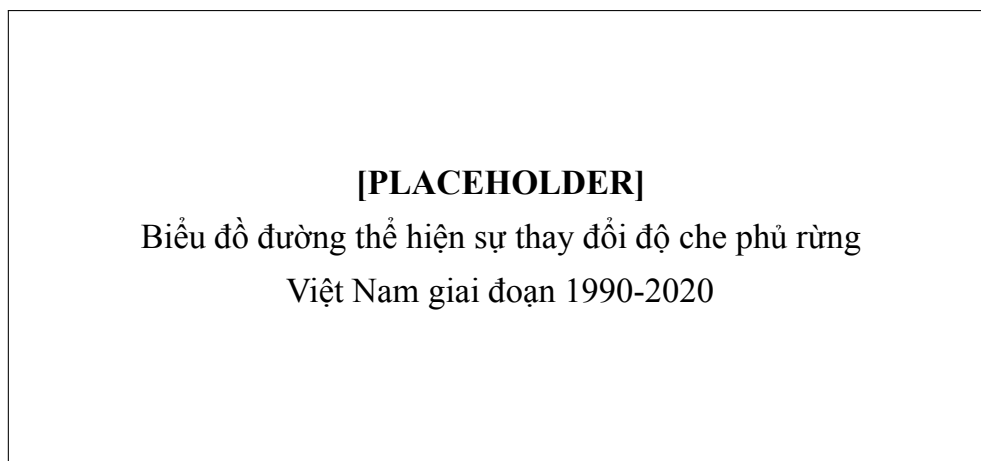 [PLACEHOLDER]
Biểu đồ đường thể hiện sự thay đổi độ che phủ rừng
Việt Nam giai đoạn 1990-2020